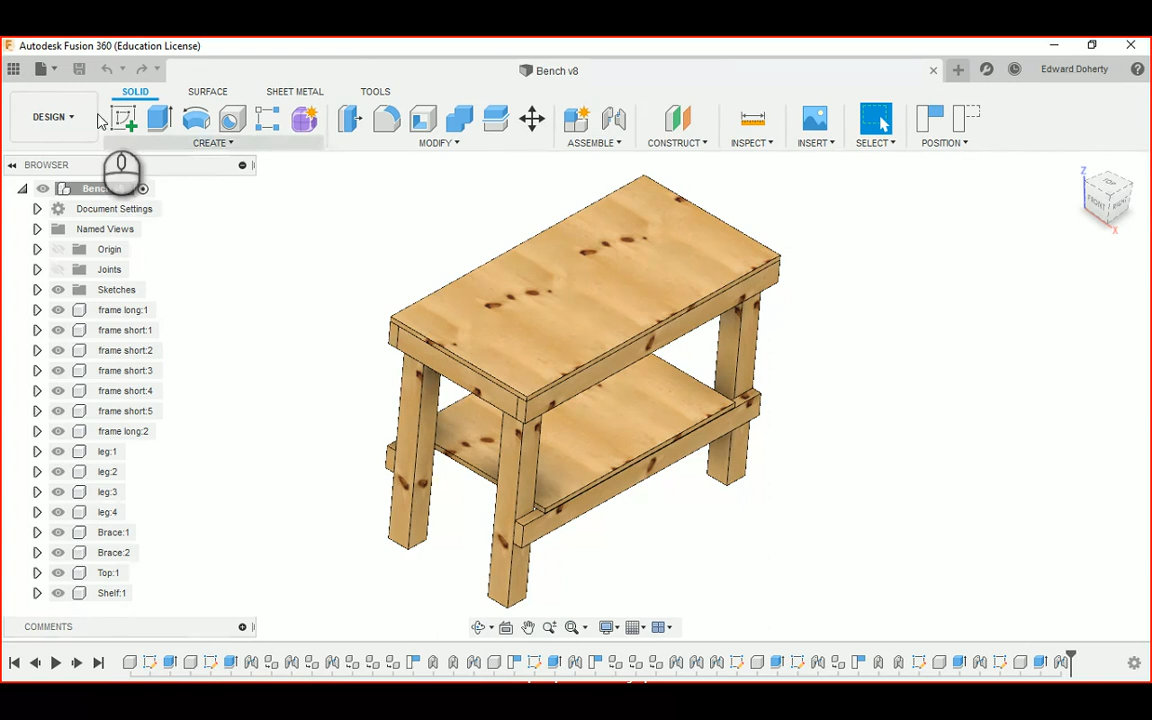 Autodesk Fusion 360 (Education License)
Bench v8
Edward Doherty
SOLID SURFACE SHEET METAL TOOLS
DESIGN
CREATE MODIFY ASSEMBLE CONSTRUCT INSPECT INSERT SELECT POSITION
BROWSER
Document Settings
Named Views
Origin
Joints
Sketches
frame long:1
frame short:1
frame short:2
frame short:3
frame short:4
frame short:5
frame long:2
leg:1
leg:2
leg:3
leg:4
Brace:1
Brace:2
Top:1
Shelf:1
COMMENTS
Z
TOP
FRONT RIGHT
X